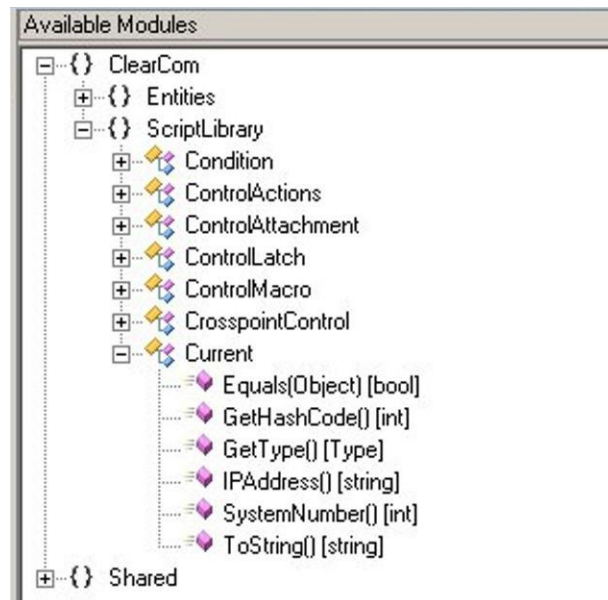 Available Modules
{} ClearCom
{} Entities
{} ScriptLibrary
Condition
ControlActions
ControlAttachment
ControlLatch
ControlMacro
CrosspointControl
Current
Equals(Object) [bool]
GetHashCode() [int]
GetType() [Type]
IPAddress() [string]
SystemNumber() [int]
ToString() [string]
{} Shared